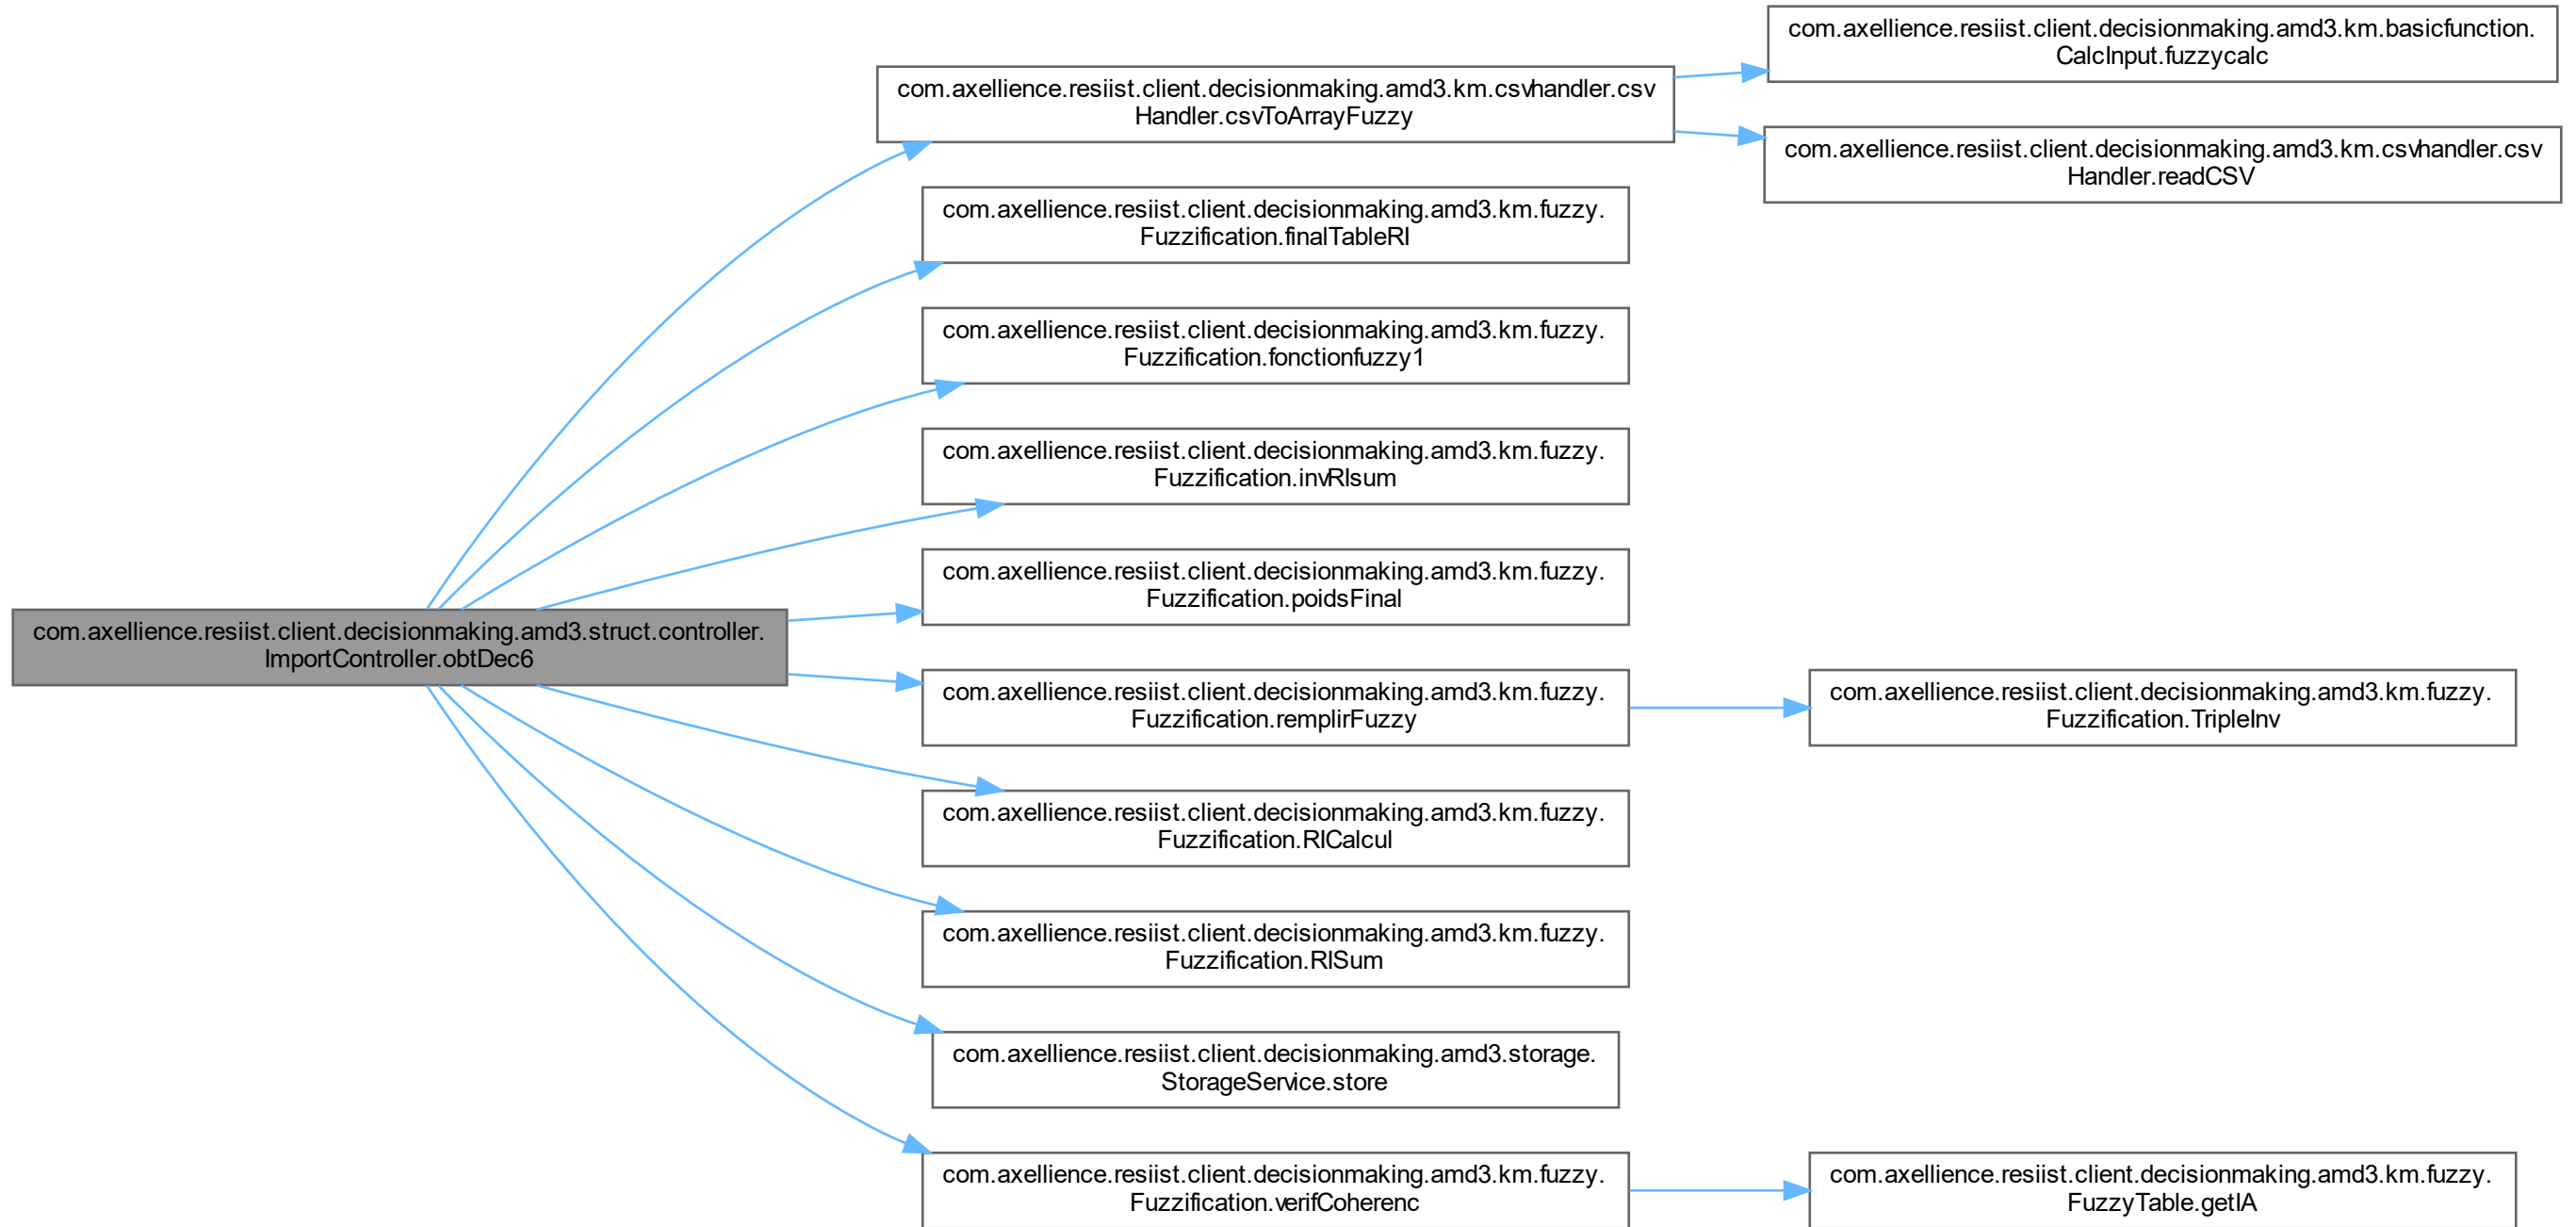 com.axellience.resiist.client.decisionmaking.amd3.struct.controller.
ImportController.obtDec6
com.axellience.resiist.client.decisionmaking.amd3.km.csvhandler.csv
Handler.csvToArrayFuzzy
com.axellience.resiist.client.decisionmaking.amd3.km.basicfunction.
CalcInput.fuzzycalc
com.axellience.resiist.client.decisionmaking.amd3.km.csvhandler.csv
Handler.readCSV
com.axellience.resiist.client.decisionmaking.amd3.km.fuzzy.
Fuzzification.finalTableRI
com.axellience.resiist.client.decisionmaking.amd3.km.fuzzy.
Fuzzification.fonctionfuzzy1
com.axellience.resiist.client.decisionmaking.amd3.km.fuzzy.
Fuzzification.invRIsum
com.axellience.resiist.client.decisionmaking.amd3.km.fuzzy.
Fuzzification.poidsFinal
com.axellience.resiist.client.decisionmaking.amd3.km.fuzzy.
Fuzzification.remplirFuzzy
com.axellience.resiist.client.decisionmaking.amd3.km.fuzzy.
Fuzzification.TripleInv
com.axellience.resiist.client.decisionmaking.amd3.km.fuzzy.
Fuzzification.RICalcul
com.axellience.resiist.client.decisionmaking.amd3.km.fuzzy.
Fuzzification.RISum
com.axellience.resiist.client.decisionmaking.amd3.storage.
StorageService.store
com.axellience.resiist.client.decisionmaking.amd3.km.fuzzy.
Fuzzification.verifCoherenc
com.axellience.resiist.client.decisionmaking.amd3.km.fuzzy.
FuzzyTable.getIA